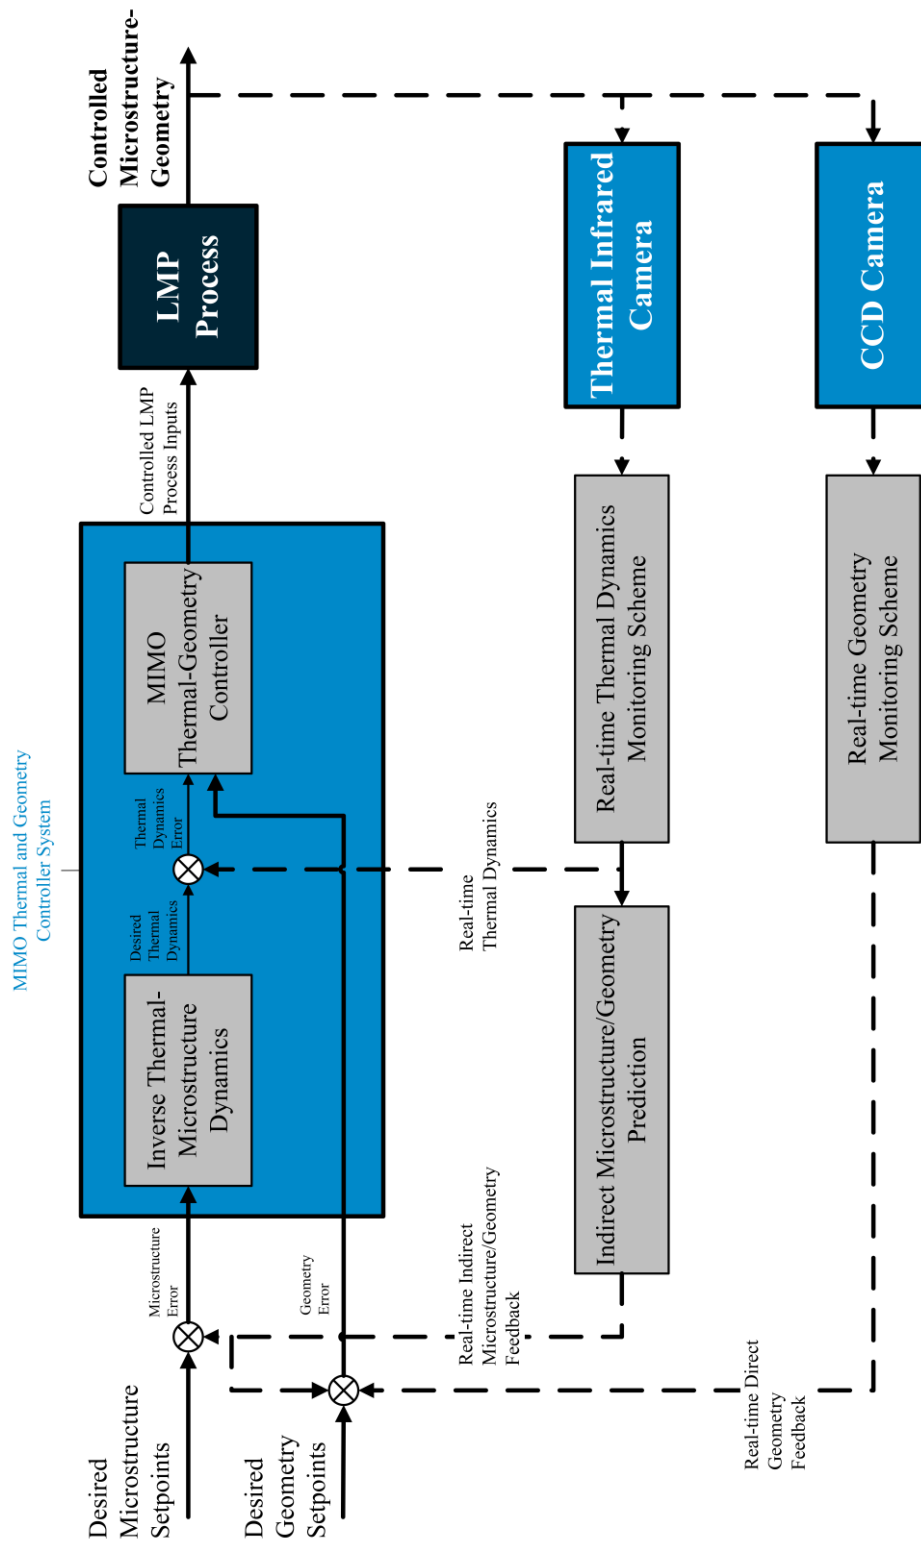 MIMO Thermal and Geometry
Controller System
Desired
Microstructure
Setpoints
Microstructure
Error
Inverse Thermal-
Microstructure
Dynamics
Desired
Thermal
Dynamics
Thermal
Dynamics
Error
MIMO
Thermal-Geometry
Controller
Controlled LMP
Process Inputs
LMP
Process
Controlled
Microstructure-
Geometry
Desired
Geometry
Setpoints
Geometry
Error
Real-time Indirect
Microstructure/Geometry
Feedback
Real-time
Thermal Dynamics
Indirect Microstructure/Geometry
Prediction
Real-time Thermal Dynamics
Monitoring Scheme
Thermal Infrared
Camera
Real-time Direct
Geometry
Feedback
Real-time Geometry
Monitoring Scheme
CCD Camera